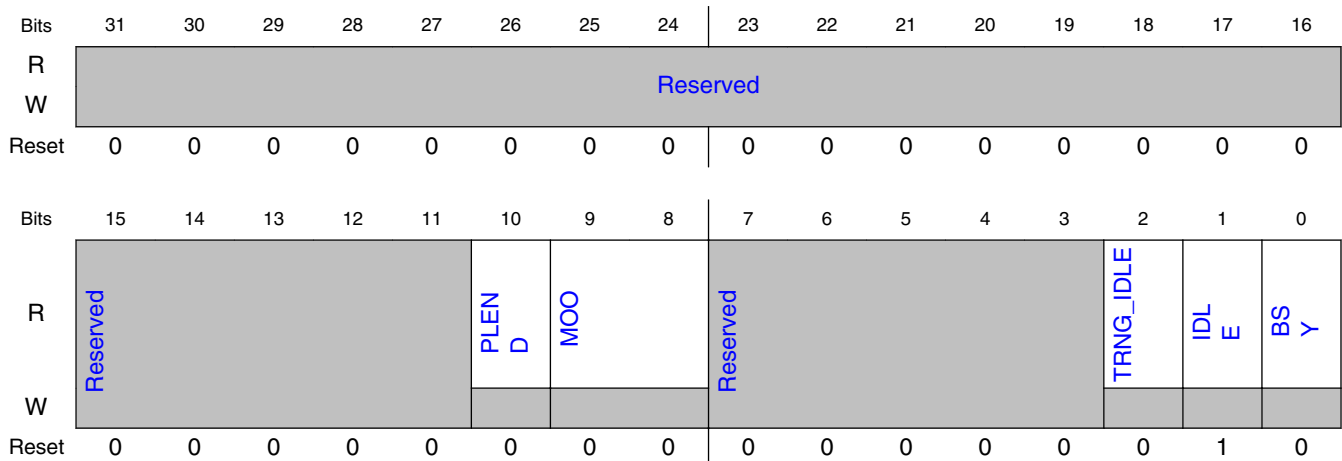 Bits 31 30 29 28 27 26 25 24 23 22 21 20 19 18 17 16
R
Reserved
W
Reset 0 0 0 0 0 0 0 0 0 0 0 0 0 0 0 0
Bits 15 14 13 12 11 10 9 8 7 6 5 4 3 2 1 0
R
Reserved
PLEN
D
MOO
Reserved
TRNG_IDLE
IDL
E
BS
Y
W
Reset 0 0 0 0 0 0 0 0 0 0 0 0 0 0 1 0